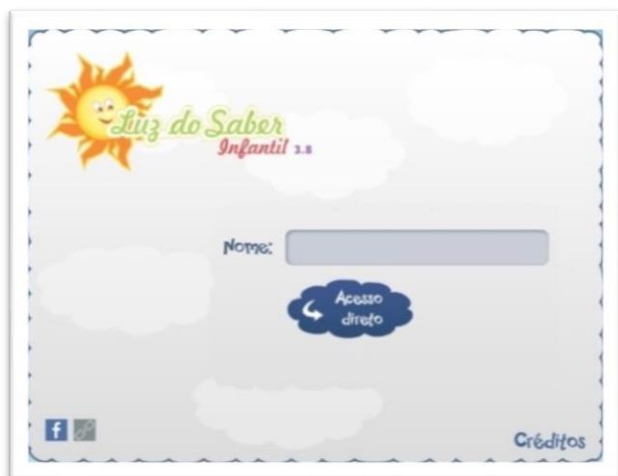 Luz do Saber
Infantil 3.8
Nome:
Acesso
direto
f
Créditos